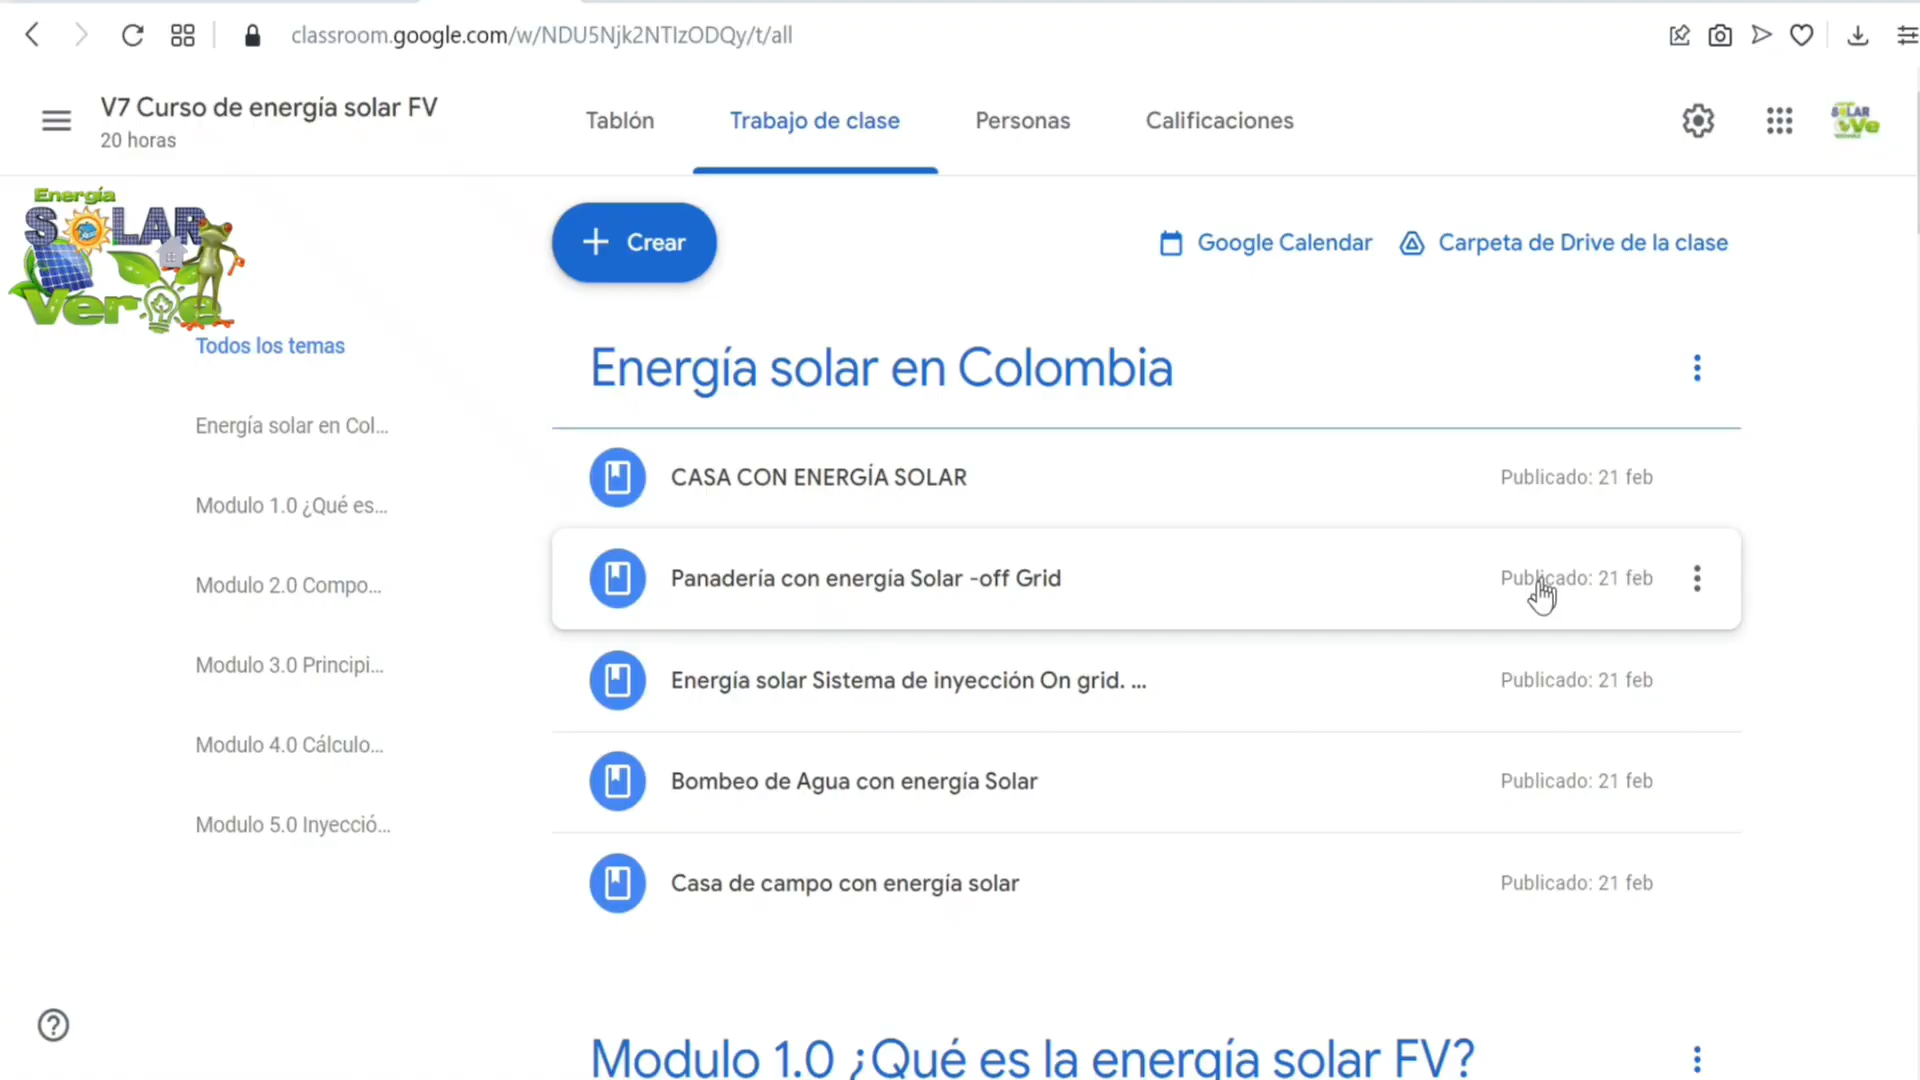 classroom.google.com/w/NDU5Njk2NTIzODQy/t/all
V7 Curso de energía solar FV
20 horas
Tablón
Trabajo de clase
Personas
Calificaciones
SOLAR
Ve
Energía
SOLAR
Verde
Crear
Google Calendar
Carpeta de Drive de la clase
Todos los temas
Energía solar en Col...
Modulo 1.0 ¿Qué es...
Modulo 2.0 Compo...
Modulo 3.0 Principi...
Modulo 4.0 Cálculo...
Modulo 5.0 Inyecció...
Energía solar en Colombia
CASA CON ENERGÍA SOLAR
Publicado: 21 feb
Panadería con energía Solar -off Grid
Publicado: 21 feb
Energía solar Sistema de inyección On grid. ...
Publicado: 21 feb
Bombeo de Agua con energía Solar
Publicado: 21 feb
Casa de campo con energía solar
Publicado: 21 feb
Modulo 1.0 ¿Qué es la energía solar FV?